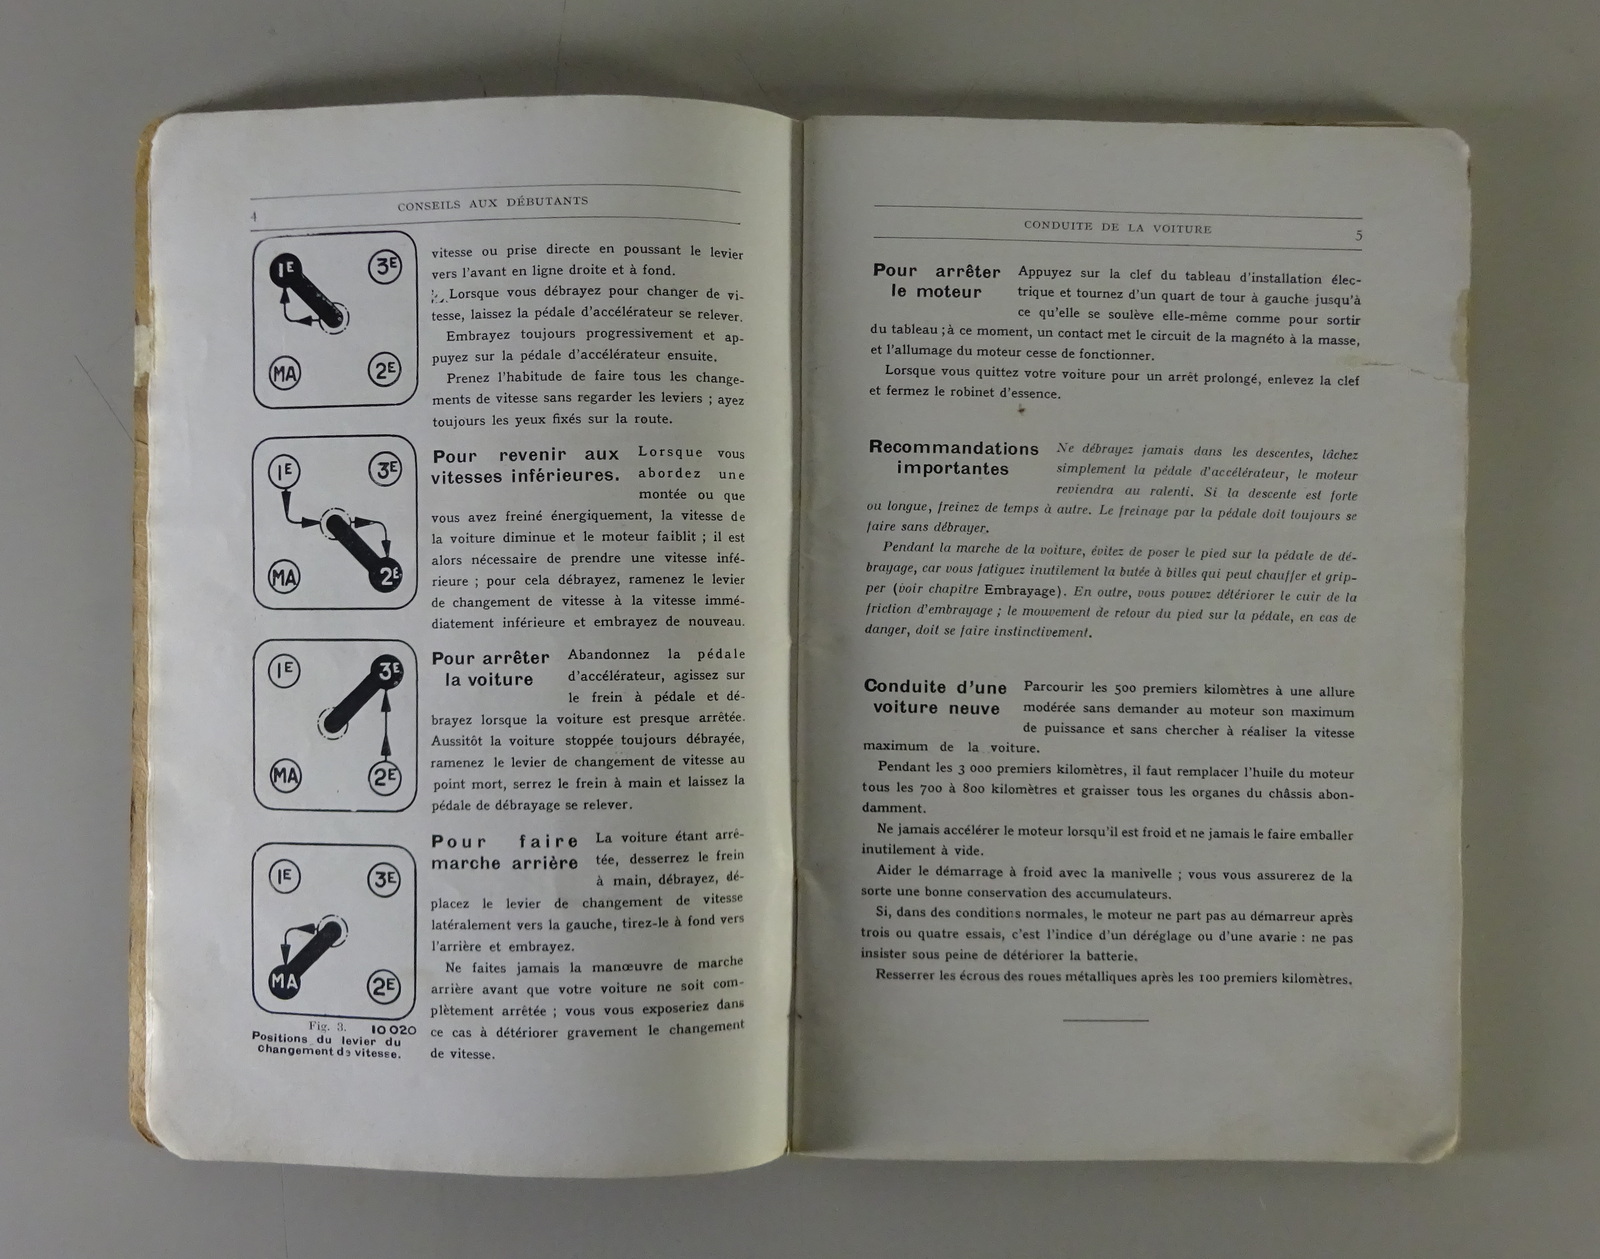 4
CONSEILS AUX DÉBUTANTS
1E
3E
MA
2E
1E
3E
MA
2E
1E
3E
MA
2E
1E
3E
MA
2E
Fig. 3. 10020
Positions du levier du
changement de vitesse.
vitesse ou prise directe en poussant le levier
vers l'avant en ligne droite et à fond.
Lorsque vous débrayez pour changer de vi-
tesse, laissez la pédale d'accélérateur se relever.
Embrayez toujours progressivement et ap-
puyez sur la pédale d'accélérateur ensuite.
Prenez l'habitude de faire tous les change-
ments de vitesse sans regarder les leviers ; ayez
toujours les yeux fixés sur la route.
Pour revenir aux
vitesses inférieures.
Lorsque vous
abordez une
montée ou que
vous avez freiné énergiquement, la vitesse de
la voiture diminue et le moteur faiblit ; il est
alors nécessaire de prendre une vitesse infé-
rieure ; pour cela débrayez, ramenez le levier
de changement de vitesse à la vitesse immé-
diatement inférieure et embrayez de nouveau.
Pour arrêter
la voiture
Abandonnez la pédale
d'accélérateur, agissez sur
le frein à pédale et dé-
brayez lorsque la voiture est presque arrêtée.
Aussitôt la voiture stoppée toujours débrayée,
ramenez le levier de changement de vitesse au
point mort, serrez le frein à main et laissez la
pédale de débrayage se relever.
Pour faire
marche arrière
La voiture étant arrê-
tée, desserrez le frein
à main, débrayez, dé-
placez le levier de changement de vitesse
latéralement vers la gauche, tirez-le à fond vers
l'arrière et embrayez.
Ne faites jamais la manœuvre de marche
arrière avant que votre voiture ne soit com-
plètement arrêtée ; vous vous exposeriez dans
ce cas à détériorer gravement le changement
de vitesse.
CONDUITE DE LA VOITURE
5
Pour arrêter
le moteur
Appuyez sur la clef du tableau d'installation élec-
trique et tournez d'un quart de tour à gauche jusqu'à
ce qu'elle se soulève elle-même comme pour sortir
du tableau ; à ce moment, un contact met le circuit de la magnéto à la masse,
et l'allumage du moteur cesse de fonctionner.
Lorsque vous quittez votre voiture pour un arrêt prolongé, enlevez la clef
et fermez le robinet d'essence.
Recommandations
importantes
Ne débrayez jamais dans les descentes, lâchez
simplement la pédale d'accélérateur, le moteur
reviendra au ralenti. Si la descente est forte
ou longue, freinez de temps à autre. Le freinage par la pédale doit toujours se
faire sans débrayer.
Pendant la marche de la voiture, évitez de poser le pied sur la pédale de dé-
brayage, car vous fatiguez inutilement la butée à billes qui peut chauffer et grip-
per (voir chapitre Embrayage). En outre, vous pouvez détériorer le cuir de la
friction d'embrayage ; le mouvement de retour du pied sur la pédale, en cas de
danger, doit se faire instinctivement.
Conduite d'une
voiture neuve
Parcourir les 500 premiers kilomètres à une allure
modérée sans demander au moteur son maximum
de puissance et sans chercher à réaliser la vitesse
maximum de la voiture.
Pendant les 3 000 premiers kilomètres, il faut remplacer l'huile du moteur
tous les 700 à 800 kilomètres et graisser tous les organes du châssis abon-
damment.
Ne jamais accélérer le moteur lorsqu'il est froid et ne jamais le faire emballer
inutilement à vide.
Aider le démarrage à froid avec la manivelle ; vous vous assurerez de la
sorte une bonne conservation des accumulateurs.
Si, dans des conditions normales, le moteur ne part pas au démarreur après
trois ou quatre essais, c'est l'indice d'un déréglage ou d'une avarie : ne pas
insister sous peine de détériorer la batterie.
Resserrer les écrous des roues métalliques après les 100 premiers kilomètres.